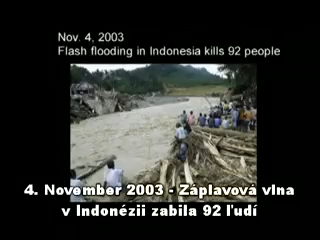 Nov. 4, 2003
Flash flooding in Indonesia kills 92 people
4. November 2003 - Záplavová vlna
v Indonézii zabila 92 ľudí